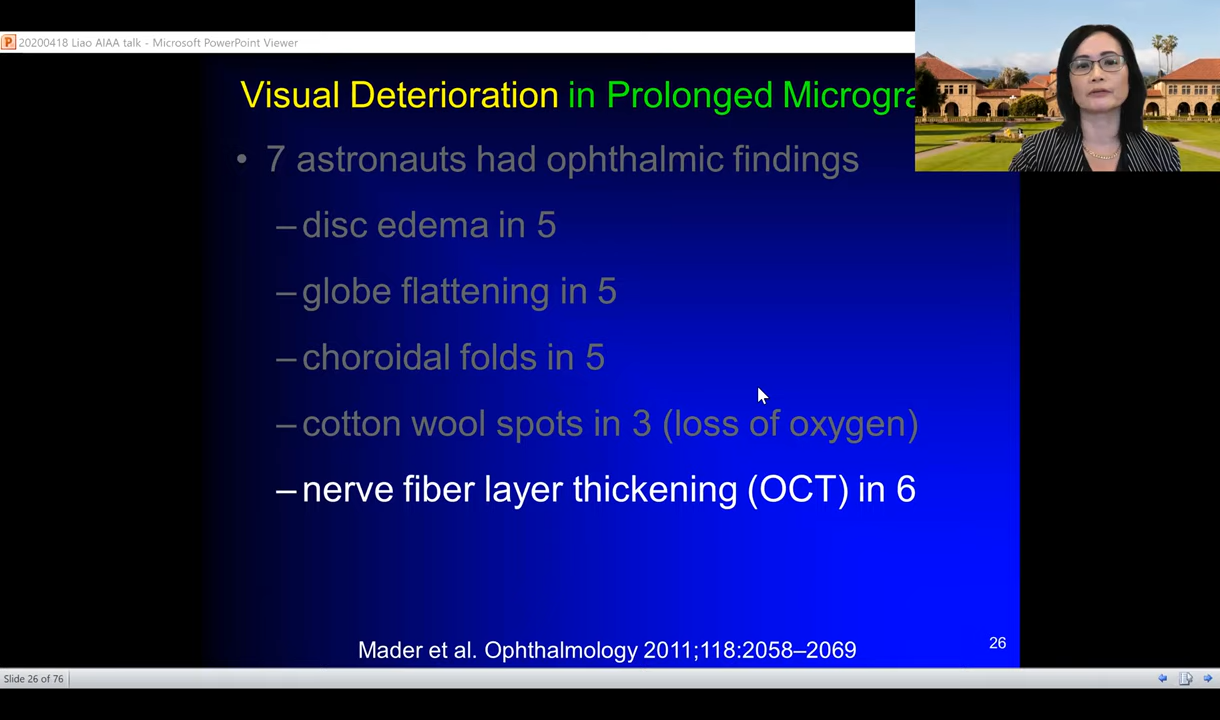 20200418 Liao AIAA talk - Microsoft PowerPoint Viewer
Visual Deterioration in Prolonged Microgra
• 7 astronauts had ophthalmic findings
– disc edema in 5
– globe flattening in 5
– choroidal folds in 5
– cotton wool spots in 3 (loss of oxygen)
– nerve fiber layer thickening (OCT) in 6
Mader et al. Ophthalmology 2011;118:2058–2069
26
Slide 26 of 76